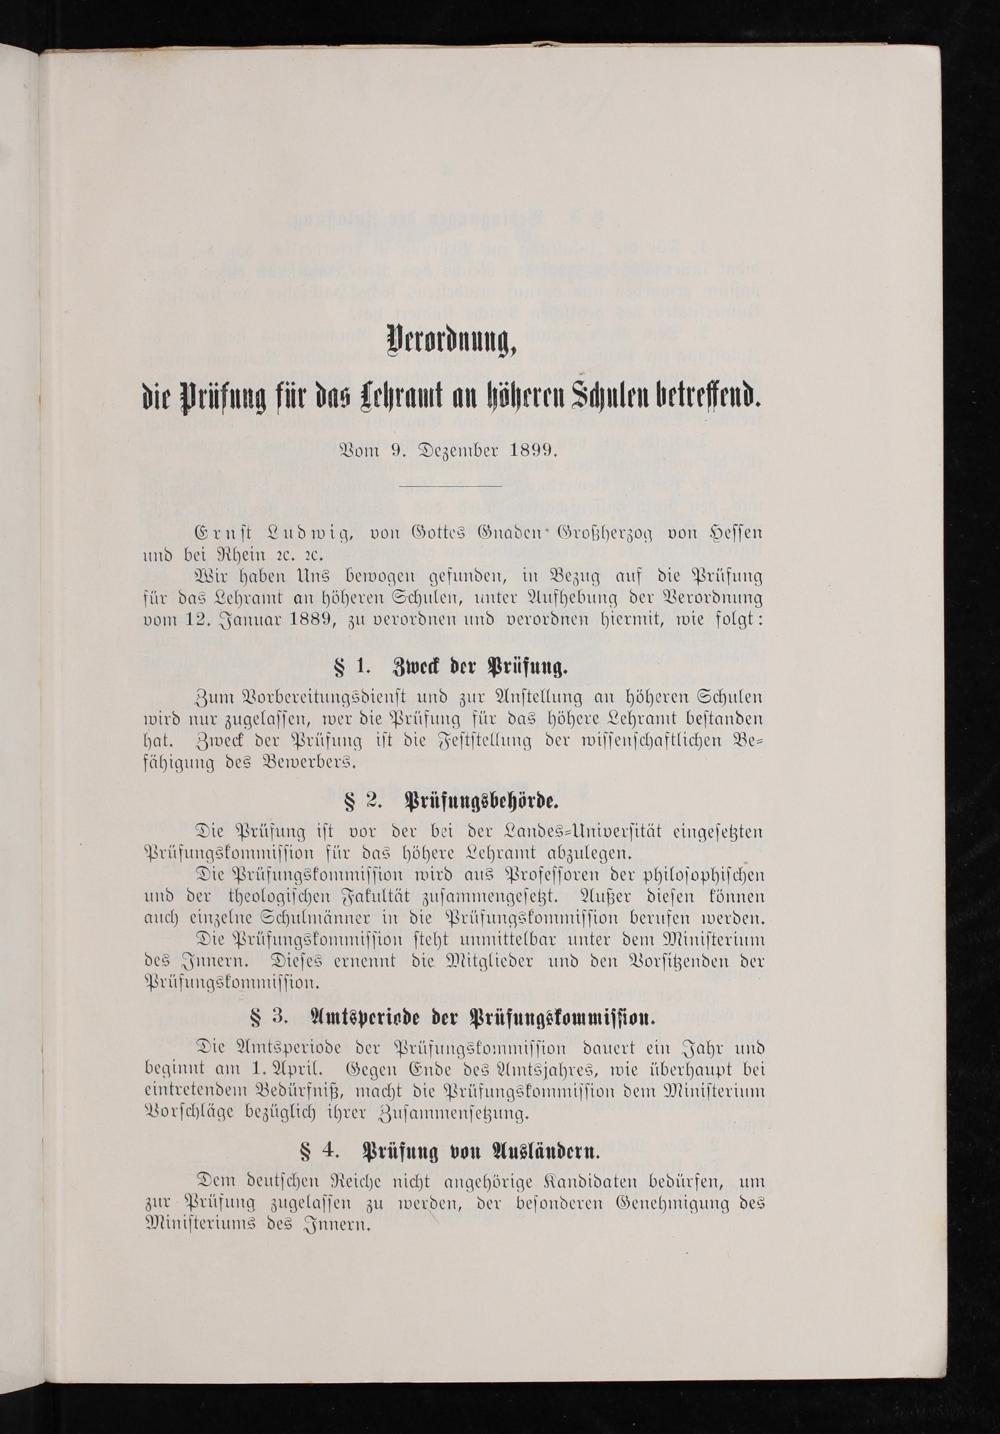 Verordnung,
die Prüfung für das Lehramt an höheren Schulen betreffend.
Vom 9. Dezember 1899.
Ernst Ludwig, von Gottes Gnaden Großherzog von Hessen
und bei Rhein ꝛc. ꝛc.
Wir haben Uns bewogen gefunden, in Bezug auf die Prüfung
für das Lehramt an höheren Schulen, unter Aufhebung der Verordnung
vom 12. Januar 1889, zu verordnen und verordnen hiermit, wie folgt:
§ 1. Zweck der Prüfung.
Zum Vorbereitungsdienst und zur Anstellung an höheren Schulen
wird nur zugelassen, wer die Prüfung für das höhere Lehramt bestanden
hat. Zweck der Prüfung ist die Feststellung der wissenschaftlichen Be-
fähigung des Bewerbers.
§ 2. Prüfungsbehörde.
Die Prüfung ist vor der bei der Landes-Universität eingesetzten
Prüfungskommission für das höhere Lehramt abzulegen.
Die Prüfungskommission wird aus Professoren der philosophischen
und der theologischen Fakultät zusammengesetzt. Außer diesen können
auch einzelne Schulmänner in die Prüfungskommission berufen werden.
Die Prüfungskommission steht unmittelbar unter dem Ministerium
des Innern. Dieses ernennt die Mitglieder und den Vorsitzenden der
Prüfungskommission.
§ 3. Amtsperiode der Prüfungskommission.
Die Amtsperiode der Prüfungskommission dauert ein Jahr und
beginnt am 1. April. Gegen Ende des Amtsjahres, wie überhaupt bei
eintretendem Bedürfniß, macht die Prüfungskommission dem Ministerium
Vorschläge bezüglich ihrer Zusammensetzung.
§ 4. Prüfung von Ausländern.
Dem deutschen Reiche nicht angehörige Kandidaten bedürfen, um
zur Prüfung zugelassen zu werden, der besonderen Genehmigung des
Ministeriums des Innern.